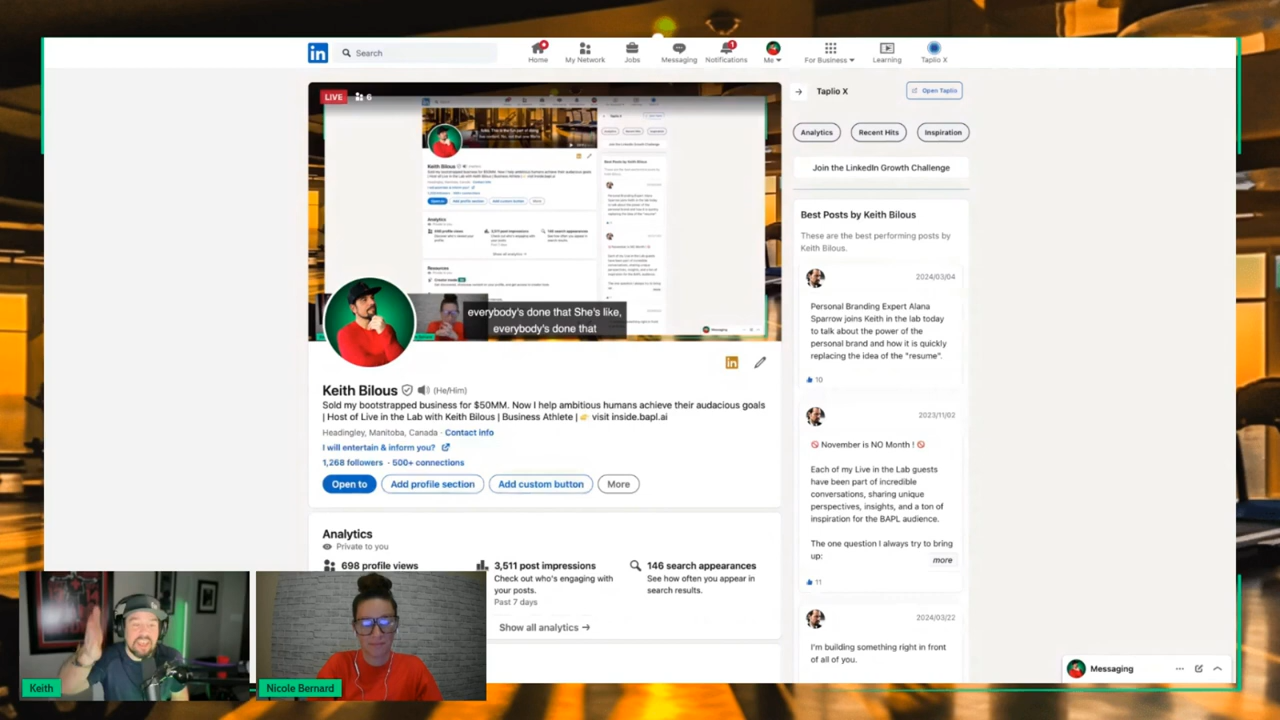 in
Search
Home
My Network
Jobs
Messaging
1
Notifications
Me
For Business
Learning
Taplio X
LIVE
6
Keith Bilous
Analytics
Resources
everybody's done that She's like,
everybody's done that
in
Keith Bilous (He/Him)
Sold my bootstrapped business for $50MM. Now I help ambitious humans achieve their audacious goals
| Host of Live in the Lab with Keith Bilous | Business Athlete | 👉 visit inside.bapl.ai
Headingley, Manitoba, Canada · Contact info
I will entertain & inform you?
1,268 followers · 500+ connections
Open to
Add profile section
Add custom button
More
Analytics
Private to you
698 profile views
3,511 post impressions
Check out who's engaging with
your posts.
Past 7 days
146 search appearances
See how often you appear in
search results.
Show all analytics →
Taplio X
Open Taplio
Analytics
Recent Hits
Inspiration
Join the LinkedIn Growth Challenge
Best Posts by Keith Bilous
These are the best performing posts by
Keith Bilous.
2024/03/04
Personal Branding Expert Alana
Sparrow joins Keith in the lab today
to talk about the power of the
personal brand and how it is quickly
replacing the idea of the "resume".
10
2023/11/02
🚫 November is NO Month ! 🚫
Each of my Live in the Lab guests
have been part of incredible
conversations, sharing unique
perspectives, insights, and a ton of
inspiration for the BAPL audience.
The one question I always try to bring
up:
more
11
2024/03/22
I'm building something right in front
of all of you.
Messaging
Keith
Nicole Bernard